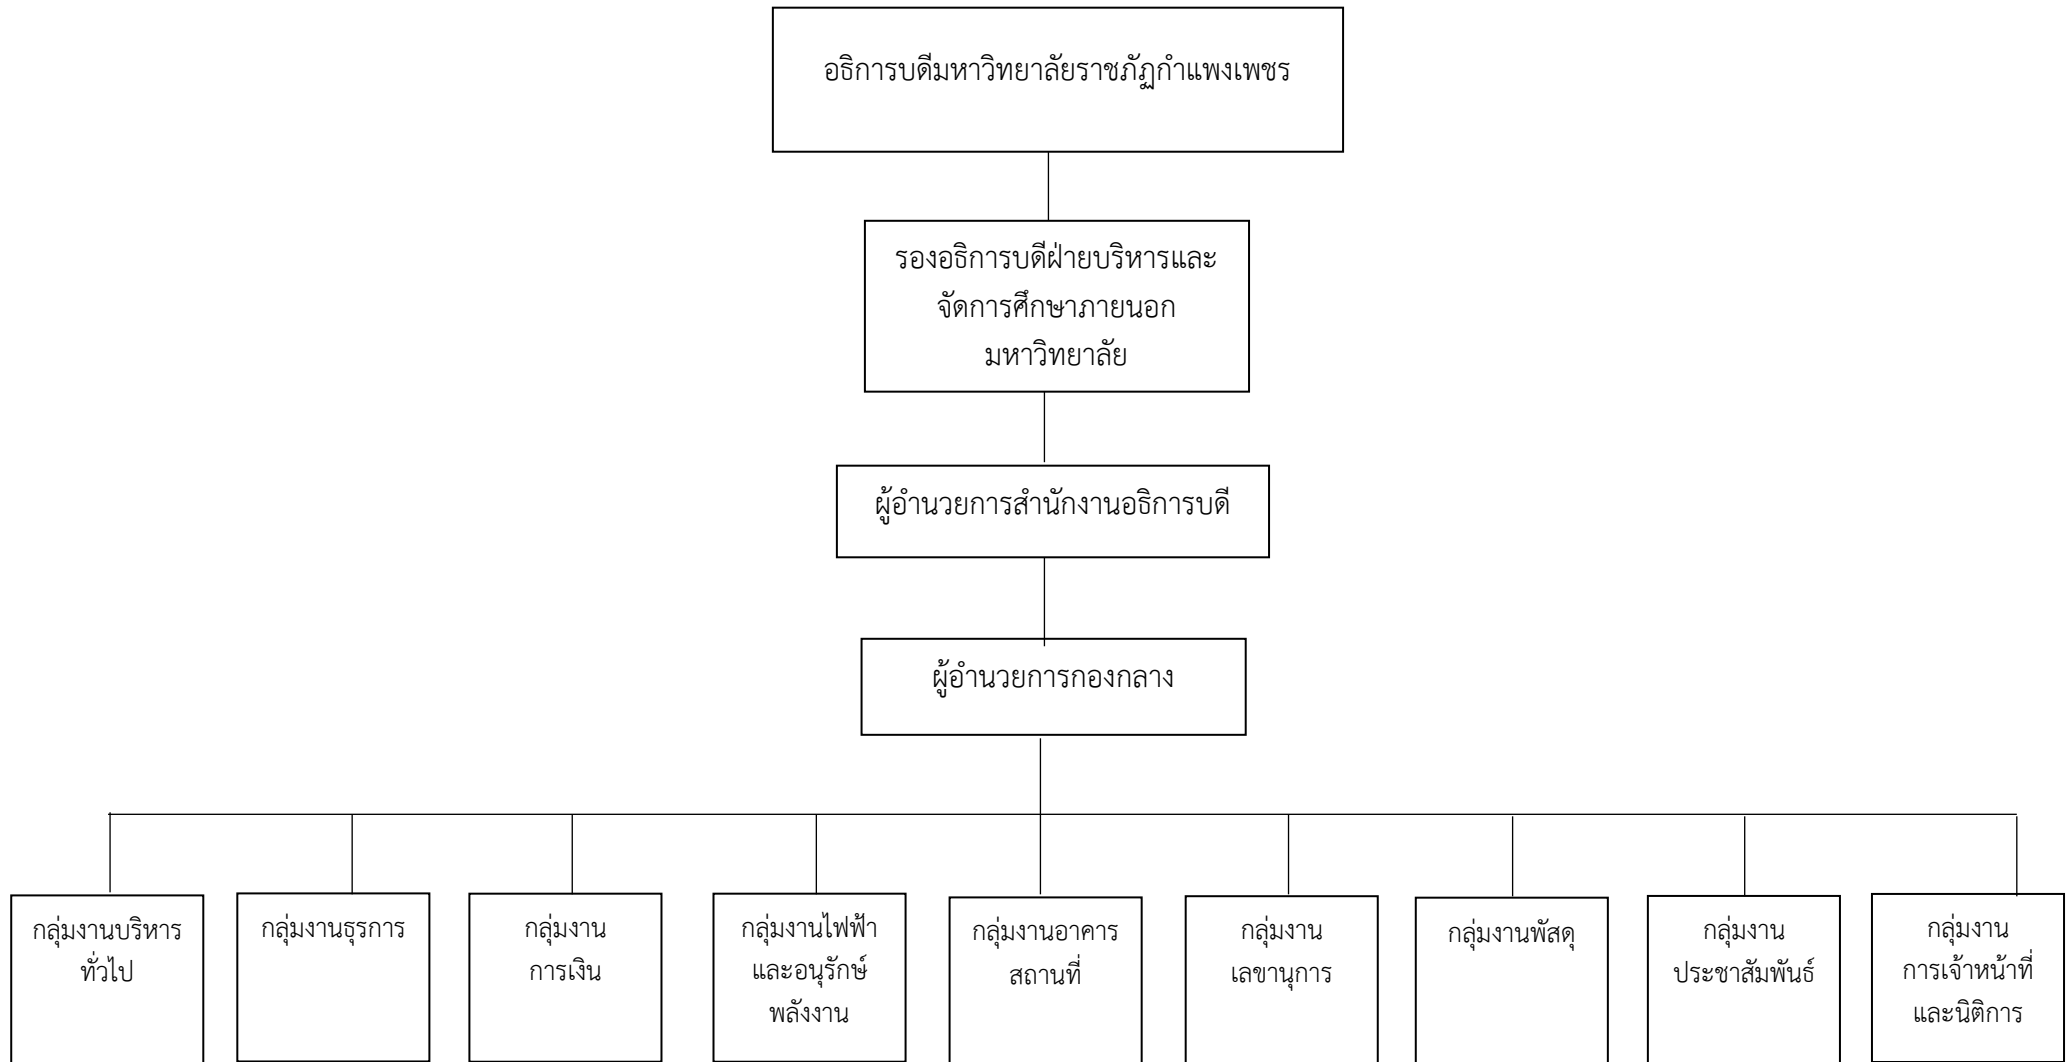 อธิการบดีมหาวิทยาลัยราชภัฏกำแพงเพชร
รองอธิการบดีฝ่ายบริหารและ
จัดการศึกษาภายนอก
มหาวิทยาลัย
ผู้อำนวยการสำนักงานอธิการบดี
ผู้อำนวยการกองกลาง
กลุ่มงานบริหาร
ทั่วไป
กลุ่มงานธุรการ
กลุ่มงาน
การเงิน
กลุ่มงานไฟฟ้า
และอนุรักษ์
พลังงาน
กลุ่มงานอาคาร
สถานที่
กลุ่มงาน
เลขานุการ
กลุ่มงานพัสดุ
กลุ่มงาน
ประชาสัมพันธ์
กลุ่มงาน
การเจ้าหน้าที่
และนิติการ